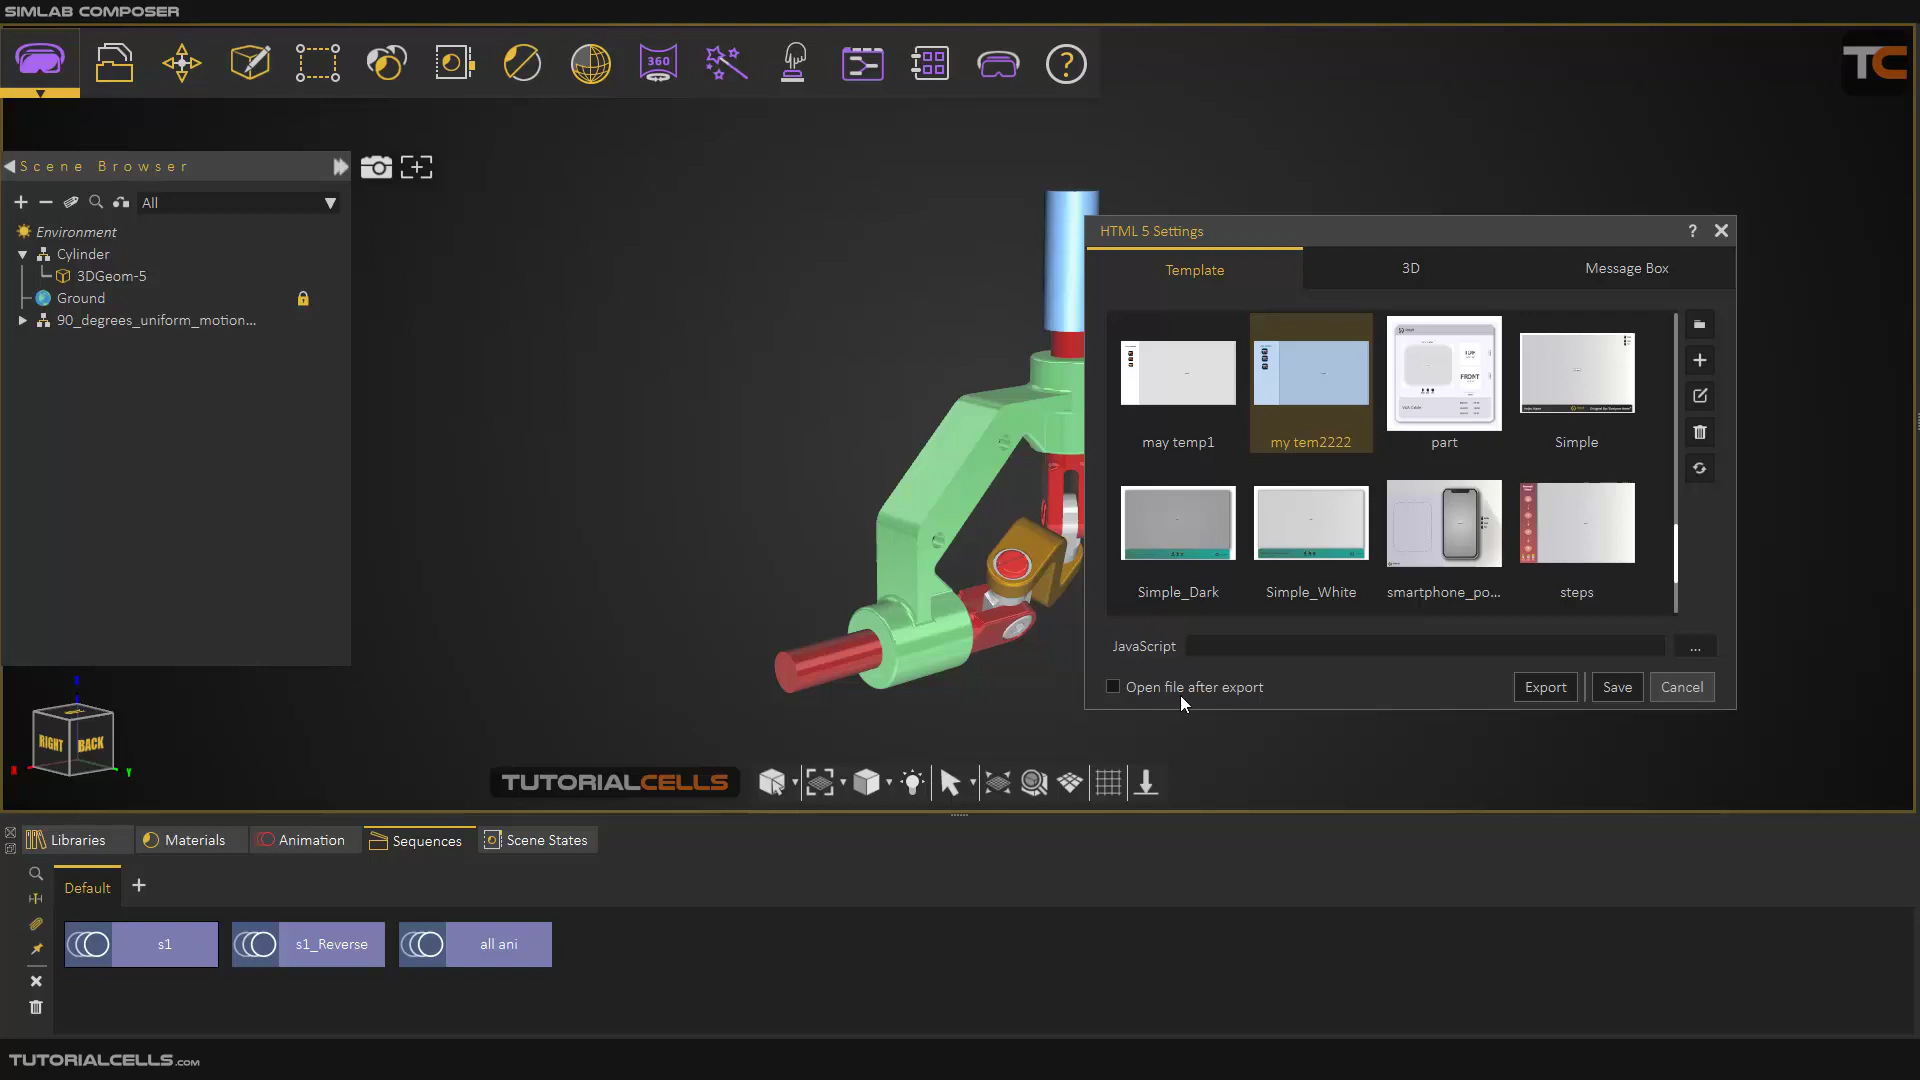 SIMLAB COMPOSER
360
?
TC
Scene Browser
All
Environment
Cylinder
3DGeom-5
Ground
90_degrees_uniform_motion...
HTML 5 Settings
?
Template
3D
Message Box
may temp1
my tem2222
part
Simple
FRONT
Simple_Dark
Simple_White
smartphone_po...
steps
JavaScript
...
Open file after export
Export
Save
Cancel
RIGHT
BACK
X
Y
TUTORIALCELLS
Libraries
Materials
Animation
Sequences
Scene States
Default
s1
s1_Reverse
all ani
TUTORIALCELLS.COM